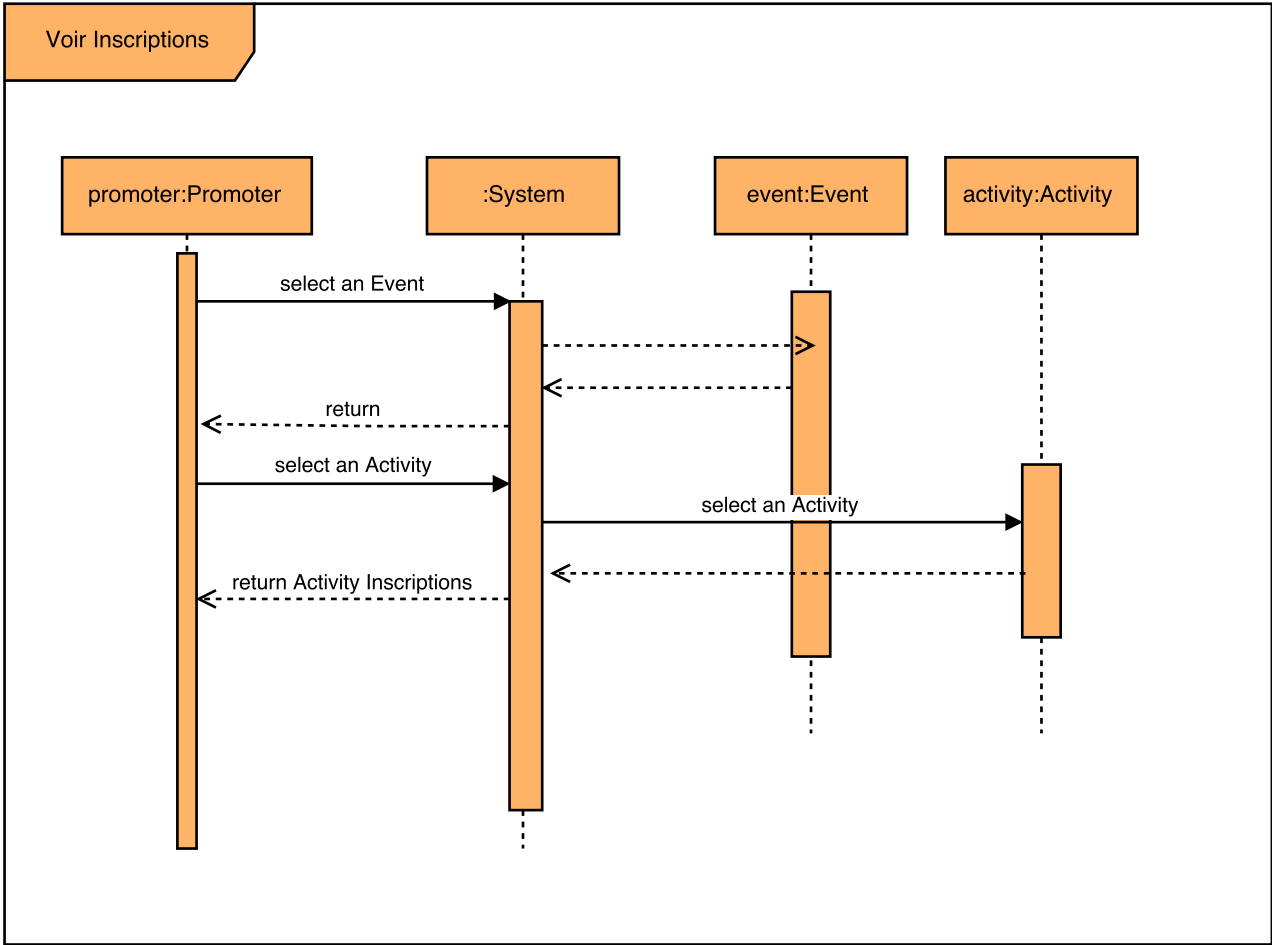 Voir Inscriptions
promoter:Promoter
:System
event:Event
activity:Activity
select an Event
return
select an Activity
select an Activity
return Activity Inscriptions